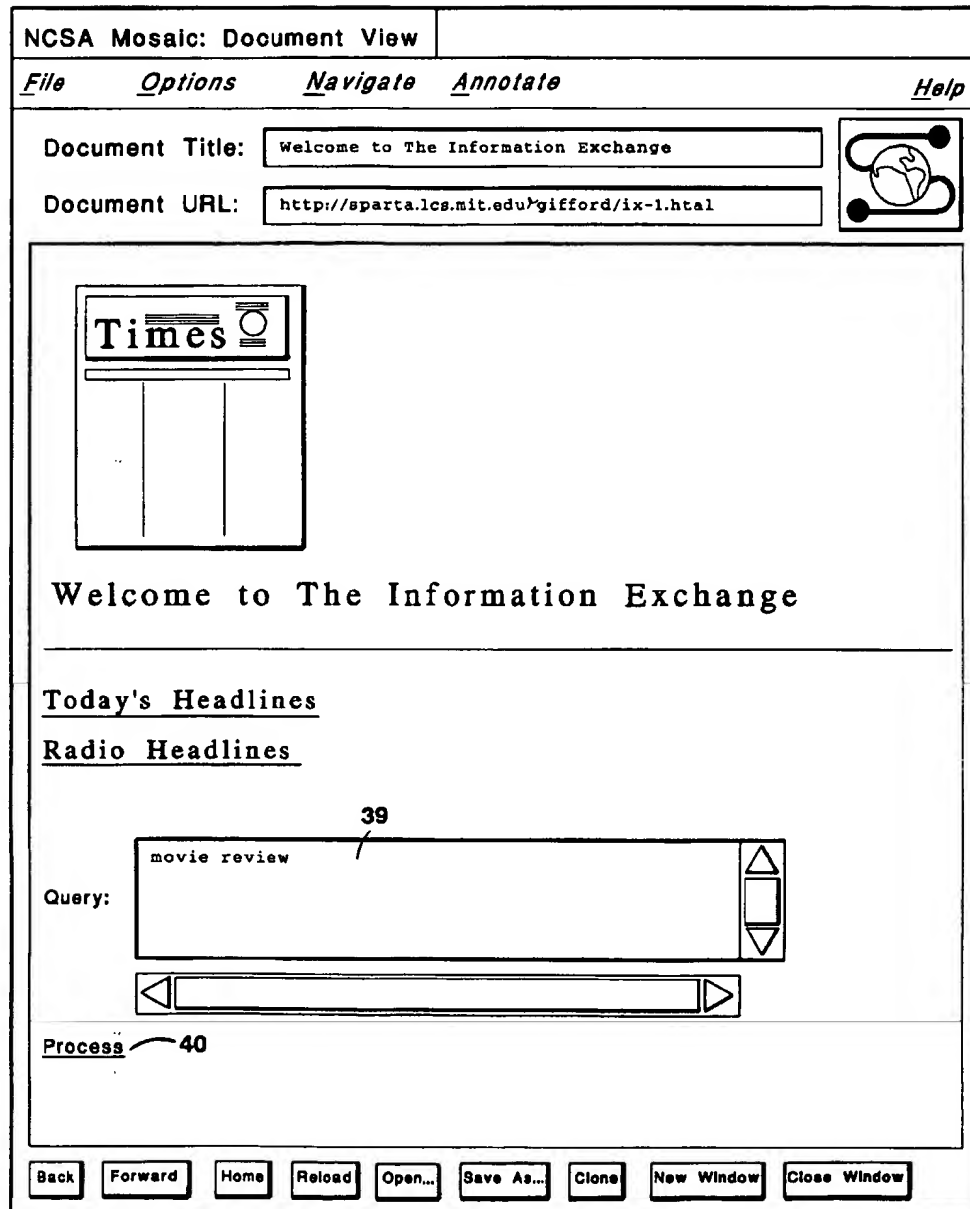 NCSA Mosaic: Document View
File Options Navigate Annotate Help
Document Title: Welcome to The Information Exchange
Document URL: http://sparta.lcs.mit.edu/~gifford/ix-1.htal
Times
Welcome to The Information Exchange
Today's Headlines
Radio Headlines
39
movie review
Query:
Process 40
Back Forward Home Reload Open... Save As... Clone New Window Close Window